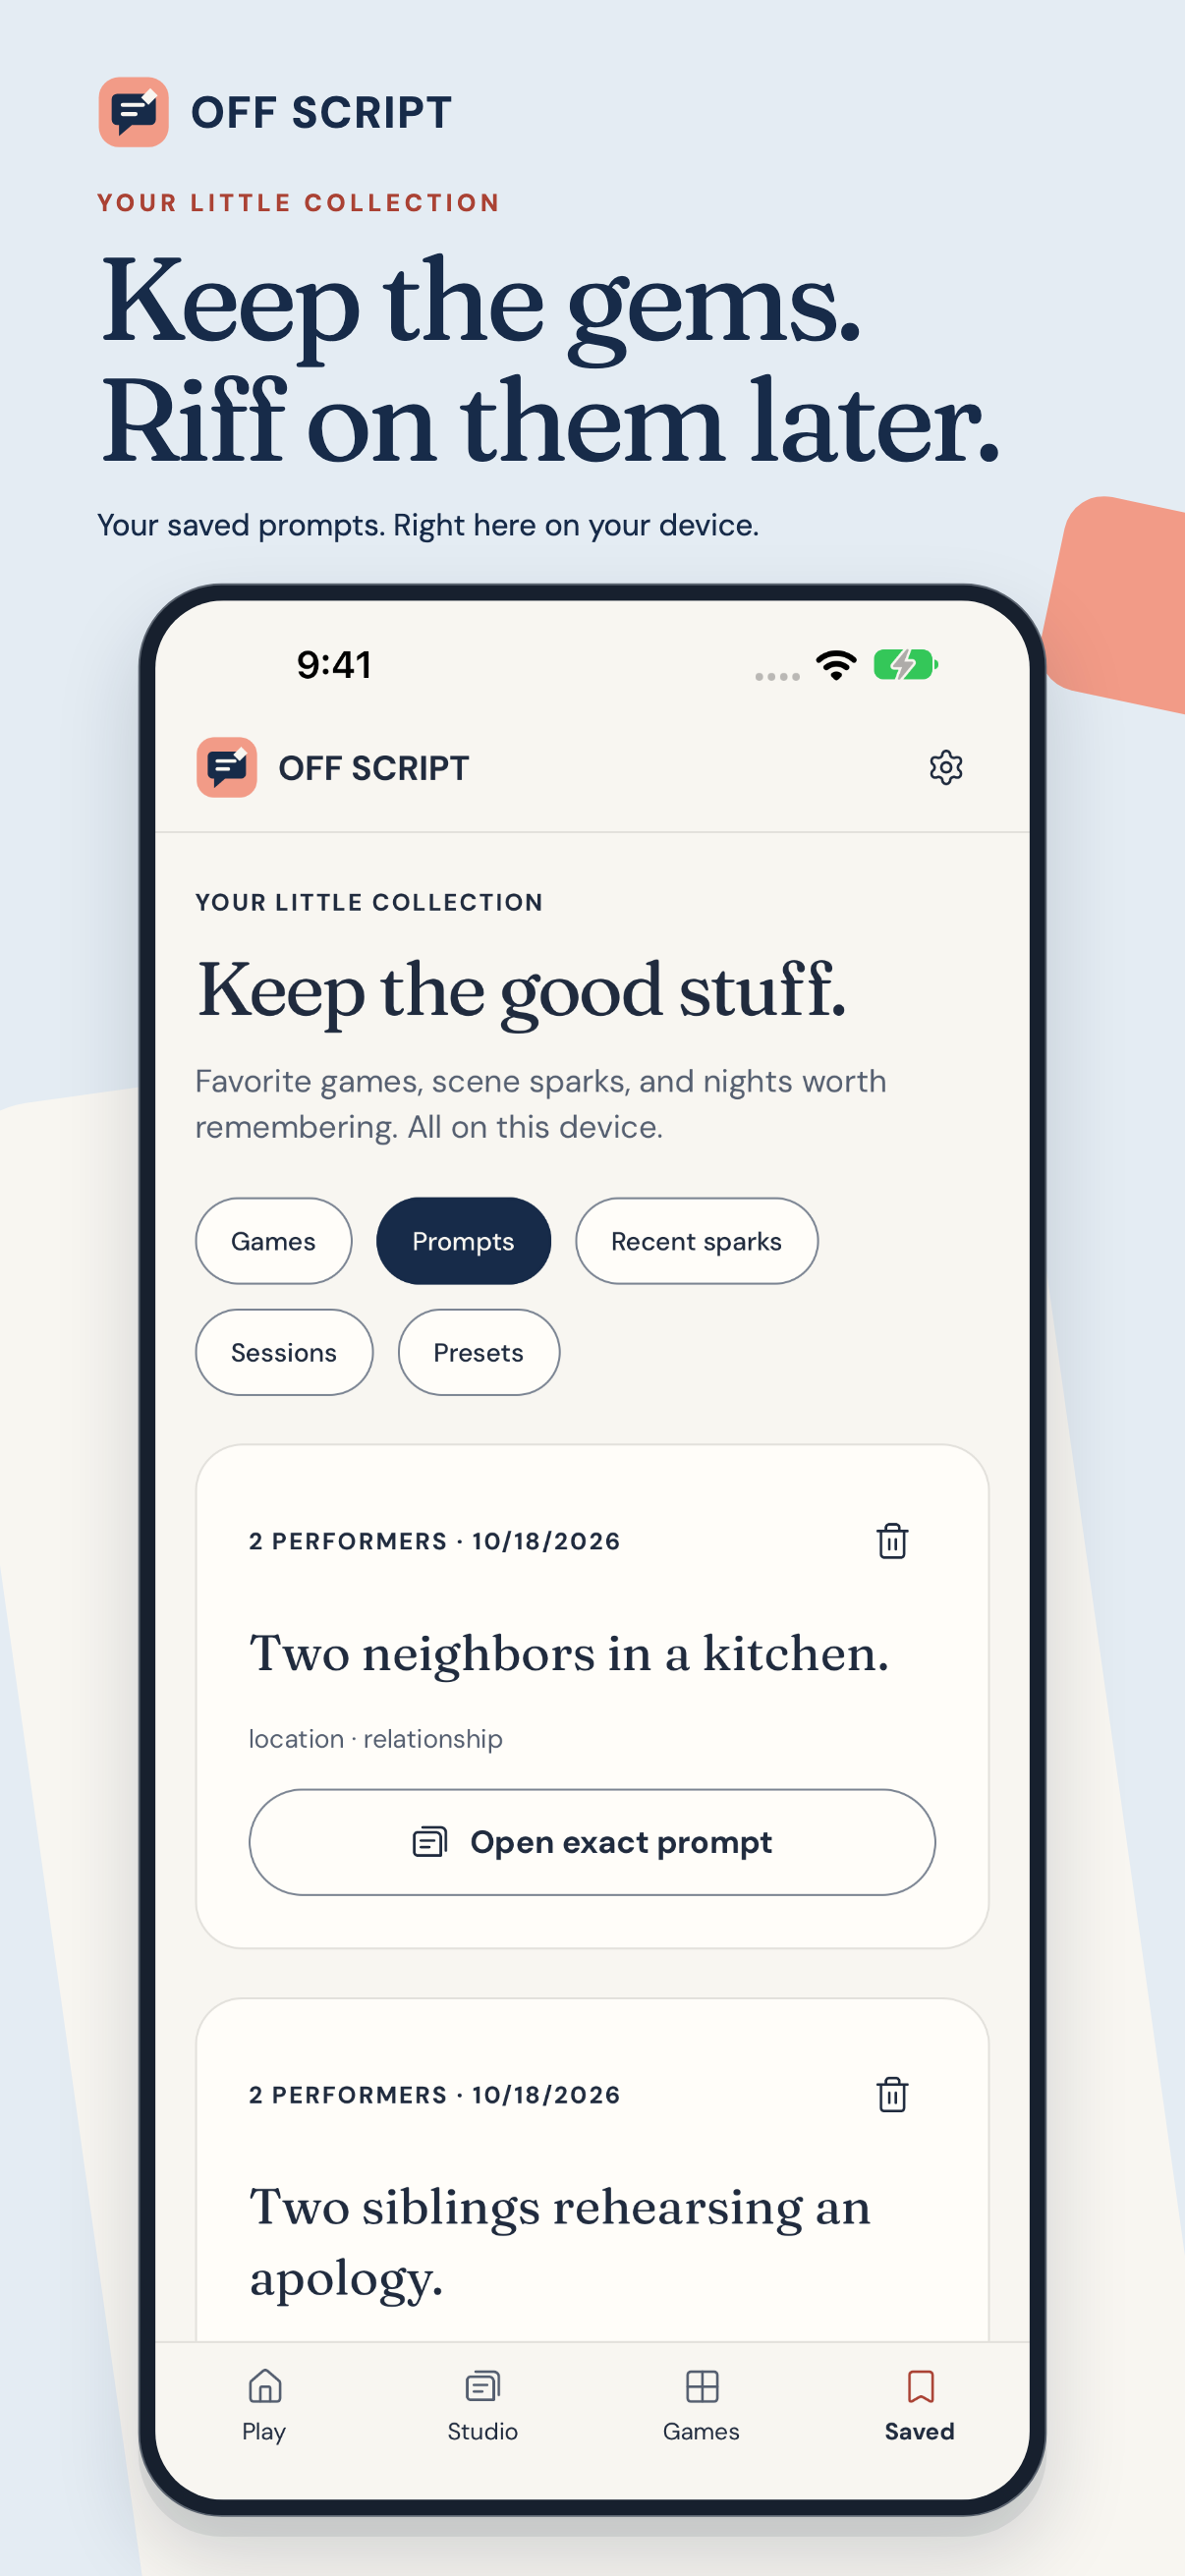 OFF SCRIPT
YOUR LITTLE COLLECTION
Keep the gems.
Riff on them later.
Your saved prompts. Right here on your device.
9:41
OFF SCRIPT
YOUR LITTLE COLLECTION
Keep the good stuff.
Favorite games, scene sparks, and nights worth
remembering. All on this device.
Games Prompts Recent sparks
Sessions Presets
2 PERFORMERS · 10/18/2026
Two neighbors in a kitchen.
location · relationship
Open exact prompt
2 PERFORMERS · 10/18/2026
Two siblings rehearsing an
apology.
Play Studio Games Saved